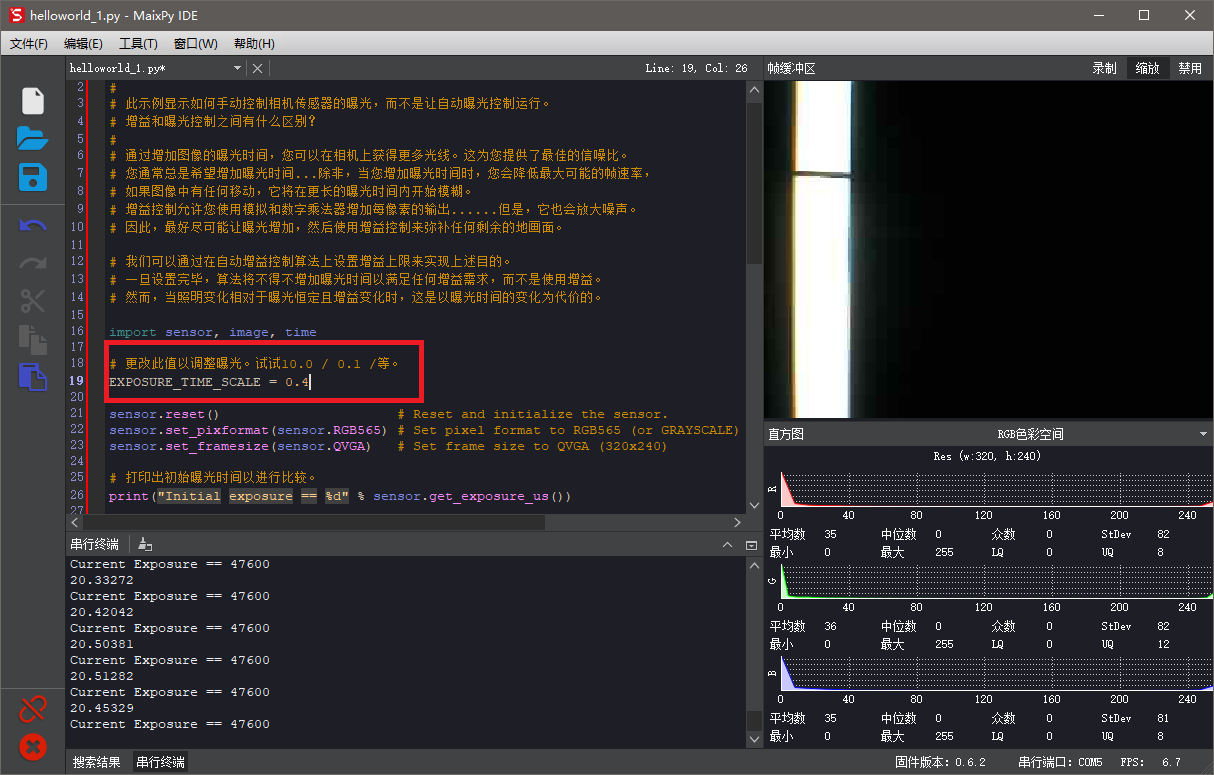 helloworld_1.py - MaixPy IDE
文件(F) 编辑(E) 工具(T) 窗口(W) 帮助(H)
helloworld_1.py* Line: 19, Col: 26
帧缓冲区 录制 缩放 禁用
2 #
3 # 此示例显示如何手动控制相机传感器的曝光，而不是让自动曝光控制运行。
4 # 增益和曝光控制之间有什么区别？
5 #
6 # 通过增加图像的曝光时间，您可以在相机上获得更多光线。这为您提供了最佳的信噪比。
7 # 您通常总是希望增加曝光时间...除非，当您增加曝光时间时，您会降低最大可能的帧速率，
8 # 如果图像中有任何移动，它将在更长的曝光时间内开始模糊。
9 # 增益控制允许您使用模拟和数字乘法器增加每像素的输出......但是，它也会放大噪声。
10 # 因此，最好尽可能让曝光增加，然后使用增益控制来弥补任何剩余的地画面。
11
12 # 我们可以通过在自动增益控制算法上设置增益上限来实现上述目的。
13 # 一旦设置完毕，算法将不得不增加曝光时间以满足任何增益需求，而不是使用增益。
14 # 然而，当照明变化相对于曝光恒定且增益变化时，这是以曝光时间的变化为代价的。
15
16 import sensor, image, time
17
18 # 更改此值以调整曝光。试试10.0 / 0.1 /等。
19 EXPOSURE_TIME_SCALE = 0.4
20
21 sensor.reset() # Reset and initialize the sensor.
22 sensor.set_pixformat(sensor.RGB565) # Set pixel format to RGB565 (or GRAYSCALE)
23 sensor.set_framesize(sensor.QVGA) # Set frame size to QVGA (320x240)
24
25 # 打印出初始曝光时间以进行比较。
26 print("Initial exposure == %d" % sensor.get_exposure_us())
27
串行终端
Current Exposure == 47600
20.33272
Current Exposure == 47600
20.42042
Current Exposure == 47600
20.50381
Current Exposure == 47600
20.51282
Current Exposure == 47600
20.45329
Current Exposure == 47600
直方图 RGB色彩空间
Res (w:320, h:240)
R
0 40 80 120 160 200 240
平均数 35 中位数 0 众数 0 StDev 82
最小 0 最大 255 LQ 0 UQ 8
G
0 40 80 120 160 200 240
平均数 36 中位数 0 众数 0 StDev 82
最小 0 最大 255 LQ 0 UQ 12
B
0 40 80 120 160 200 240
平均数 35 中位数 0 众数 0 StDev 81
最小 0 最大 255 LQ 0 UQ 8
搜索结果 串行终端 固件版本: 0.6.2 串行端口: COM5 FPS: 6.7